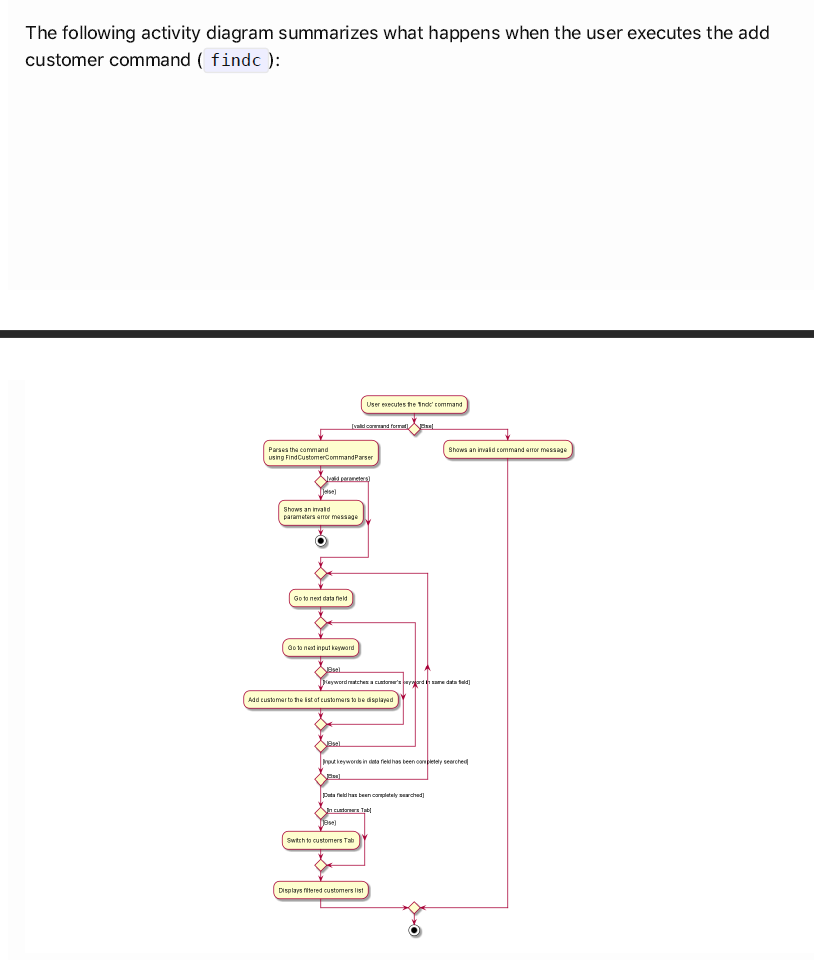 The following activity diagram summarizes what happens when the user executes the add
customer command ( findc ):
User executes the 'findc' command
[valid command format]
[Else]
Parses the command
using FindCustomerCommandParser
Shows an invalid command error message
[valid parameters]
[else]
Shows an invalid
parameters error message
Go to next data field
Go to next input keyword
[Else]
[Keyword matches a customer's keyword in same data field]
Add customer to the list of customers to be displayed
[Else]
[Input keywords in data field has been completely searched]
[Else]
[Data field has been completely searched]
[In customers Tab]
[Else]
Switch to customers Tab
Displays filtered customers list